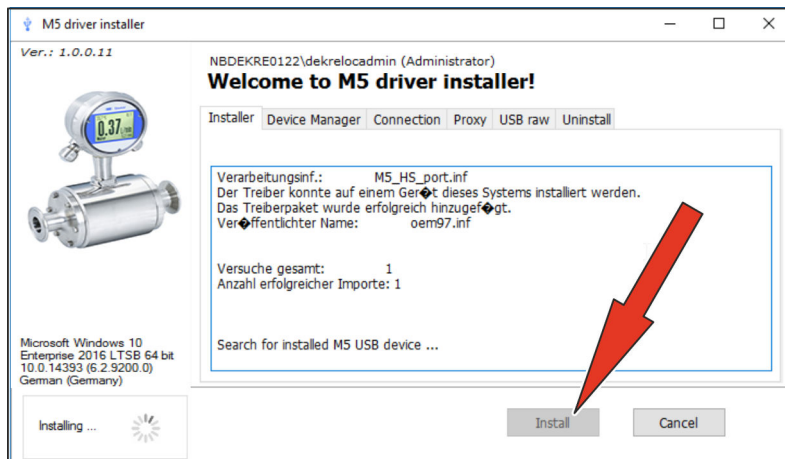 M5 driver installer
Ver.: 1.0.0.11
NBDEKRE0122\dekrelocadmin (Administrator)
Welcome to M5 driver installer!
Installer Device Manager Connection Proxy USB raw Uninstall
0.37
Verarbeitungsinf.: M5_HS_port.inf
Der Treiber konnte auf einem Ger�t dieses Systems installiert werden.
Das Treiberpaket wurde erfolgreich hinzugef�gt.
Ver�ffentlichter Name: oem97.inf
Versuche gesamt: 1
Anzahl erfolgreicher Importe: 1
Search for installed M5 USB device ...
Microsoft Windows 10
Enterprise 2016 LTSB 64 bit
10.0.14393 (6.2.9200.0)
German (Germany)
Installing ...
Install
Cancel